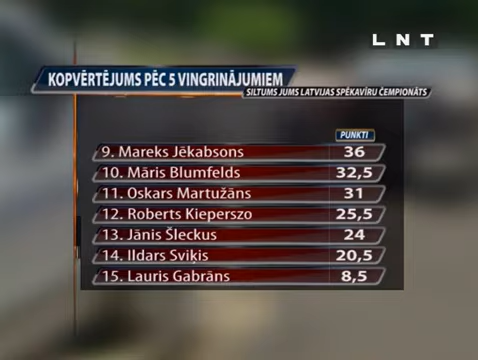 LNT
KOPVĒRTĒJUMS PĒC 5 VINGRINĀJUMIEM
SILTUMS JUMS LATVIJAS SPĒKAVĪRU ČEMPIONĀTS
PUNKTI
9. Mareks Jēkabsons 36
10. Māris Blumfelds 32,5
11. Oskars Martužāns 31
12. Roberts Kieperszo 25,5
13. Jānis Šleckus 24
14. Ildars Sviķis 20,5
15. Lauris Gabrāns 8,5